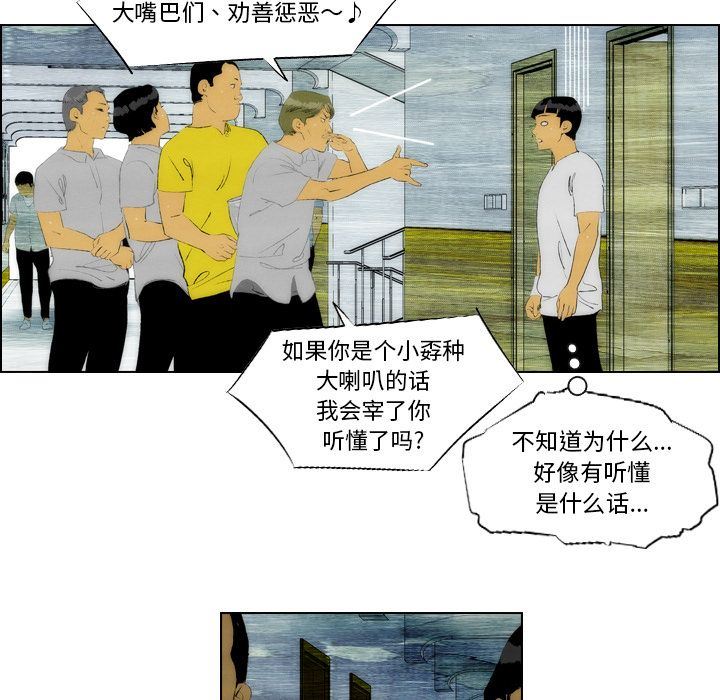 大嘴巴们、劝善惩恶～♪
如果你是个小孬种
大喇叭的话
我会宰了你
听懂了吗?
不知道为什么...
好像有听懂
是什么话...